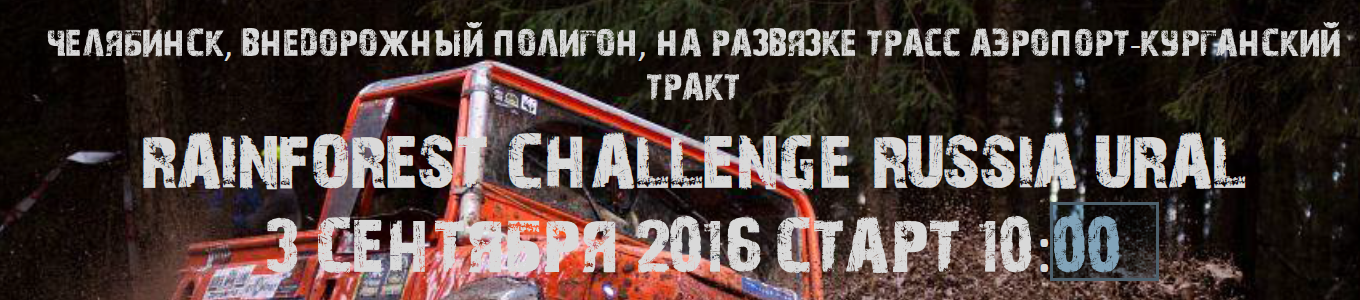 ЧЕЛЯБИНСК, ВНЕДОРОЖНЫЙ ПОЛИГОН, НА РАЗВЯЗКЕ ТРАСС АЭРОПОРТ-КУРГАНСКИЙ
ТРАКТ
RAINFOREST CHALLENGE RUSSIA URAL
3 СЕНТЯБРЯ 2016 СТАРТ 10:00